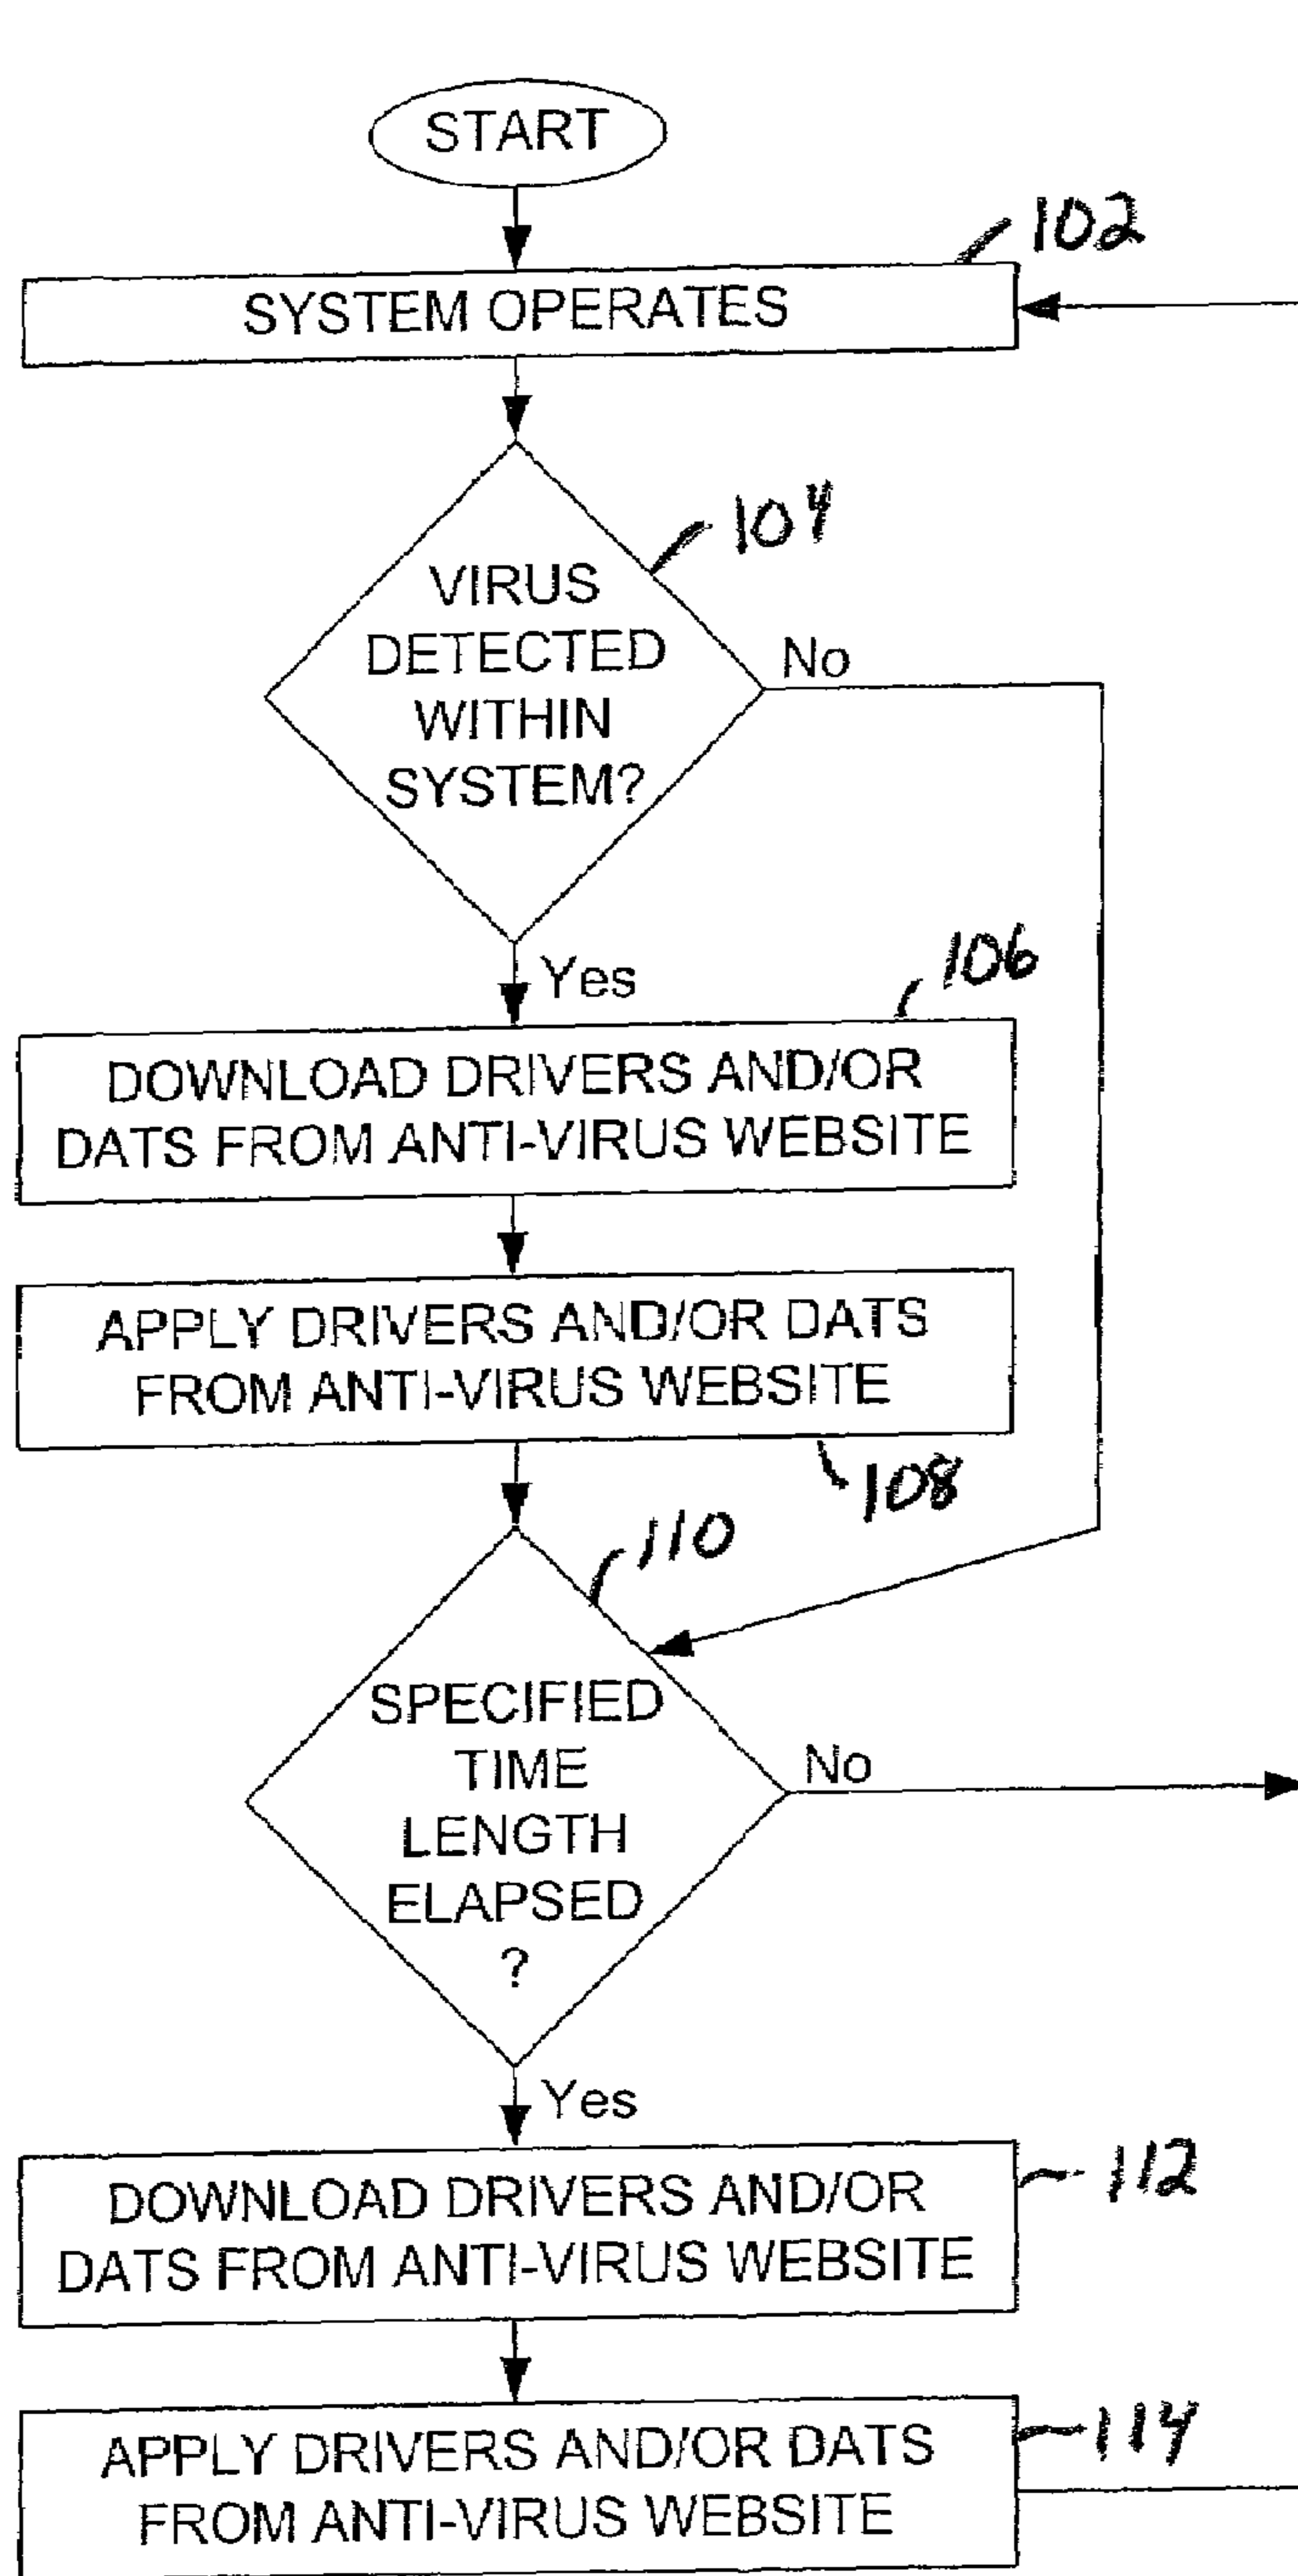 START
102
SYSTEM OPERATES
104
VIRUS
DETECTED
WITHIN
SYSTEM?
No
Yes
106
DOWNLOAD DRIVERS AND/OR
DATS FROM ANTI-VIRUS WEBSITE
APPLY DRIVERS AND/OR DATS
FROM ANTI-VIRUS WEBSITE
108
110
SPECIFIED
TIME
LENGTH
ELAPSED
?
No
Yes
112
DOWNLOAD DRIVERS AND/OR
DATS FROM ANTI-VIRUS WEBSITE
114
APPLY DRIVERS AND/OR DATS
FROM ANTI-VIRUS WEBSITE